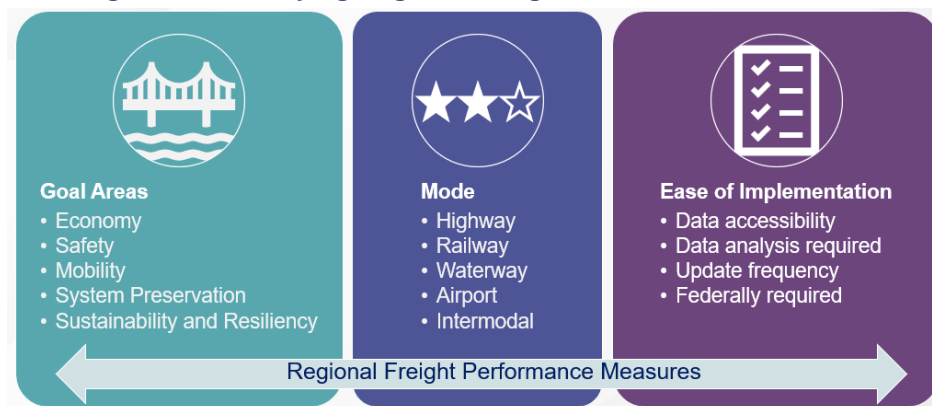 Goal Areas
• Economy
• Safety
• Mobility
• System Preservation
• Sustainability and Resiliency
Mode
• Highway
• Railway
• Waterway
• Airport
• Intermodal
Ease of Implementation
• Data accessibility
• Data analysis required
• Update frequency
• Federally required
Regional Freight Performance Measures